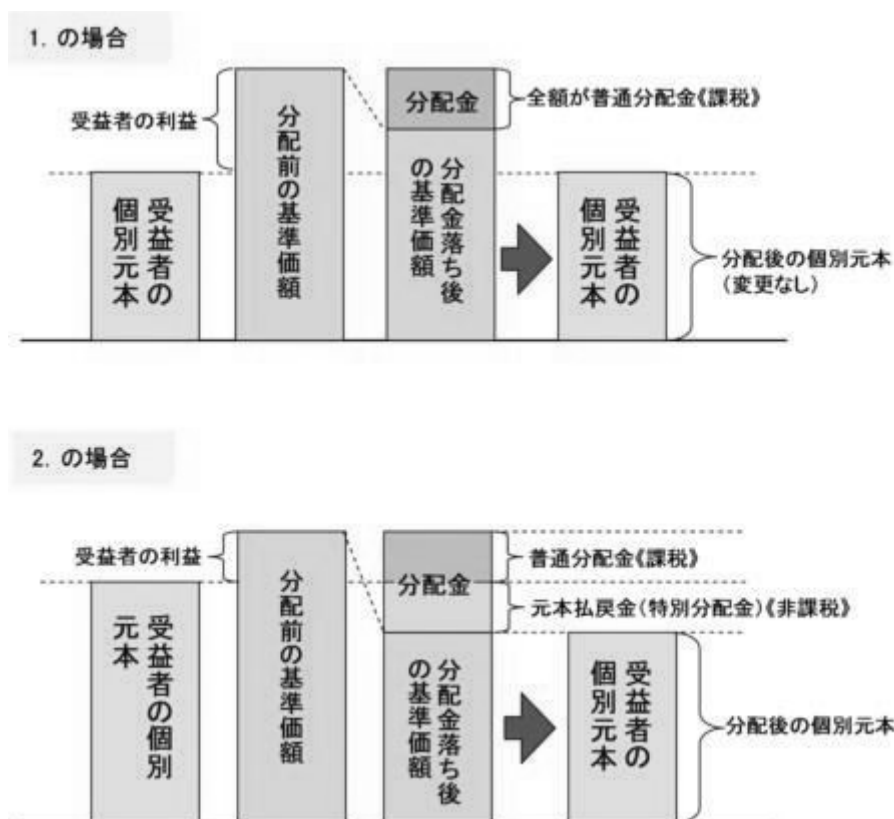 1. の場合
受益者の利益
受益者の
個別元本
分配前の基準価額
分配金
分配金落ち後
の基準価額
全額が普通分配金《課税》
受益者の
個別元本
分配後の個別元本
(変更なし)
2. の場合
受益者の利益
受益者の個別
元本
分配前の基準価額
分配金
分配金落ち後
の基準価額
普通分配金《課税》
元本払戻金(特別分配金)《非課税》
受益者の
個別元本
分配後の個別元本